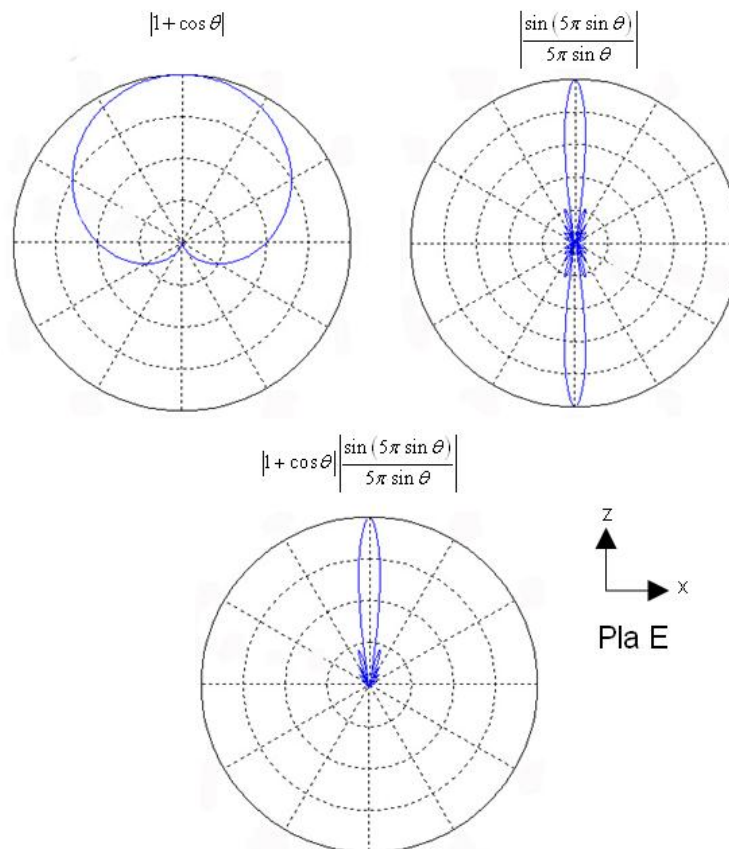 |1 + cos θ|
|sin (5π sin θ) / 5π sin θ|
|1 + cos θ| |sin (5π sin θ) / 5π sin θ|
Z
X
Pla E